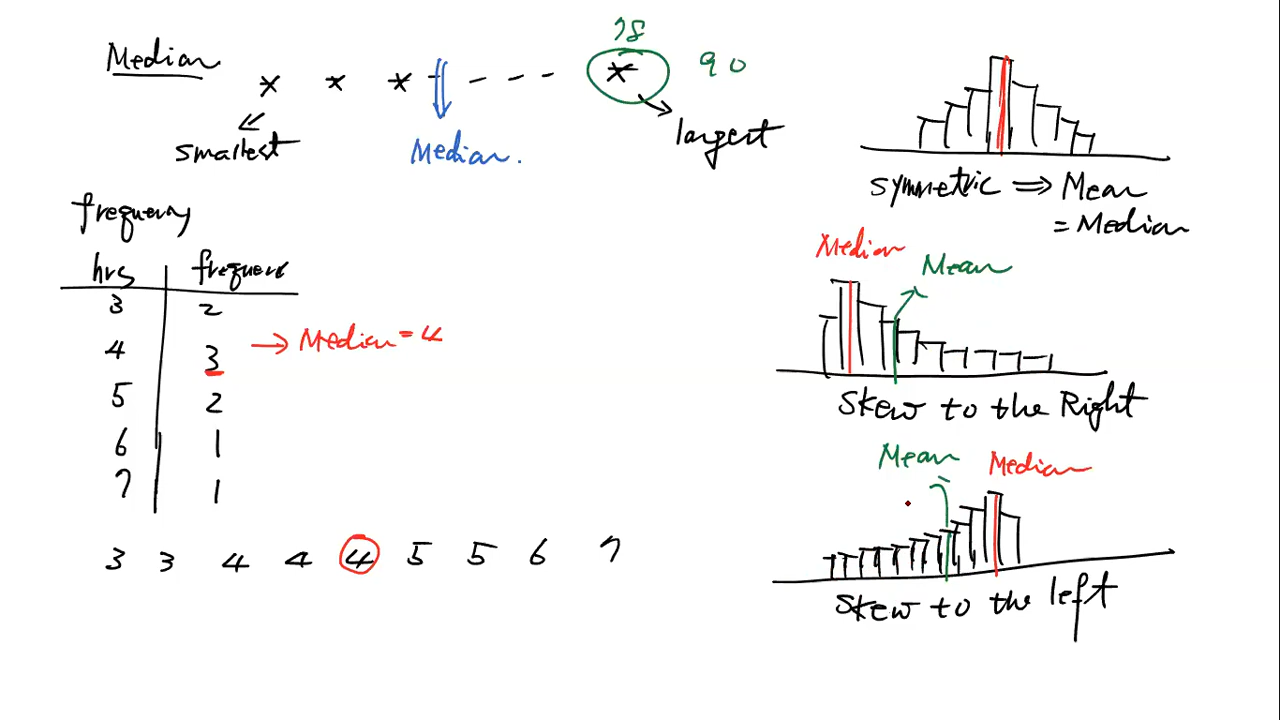 Median
* * * - - - *
78
90
smallest
Median.
largest
frequency
hrs frequent
3 2
4 3
5 2
6 1
7 1
→ Median = 4
3 3 4 4 4 5 5 6 7
symmetric ⇒ Mean
= Median
Median
Mean
Skew to the Right
Mean
Median
Skew to the left